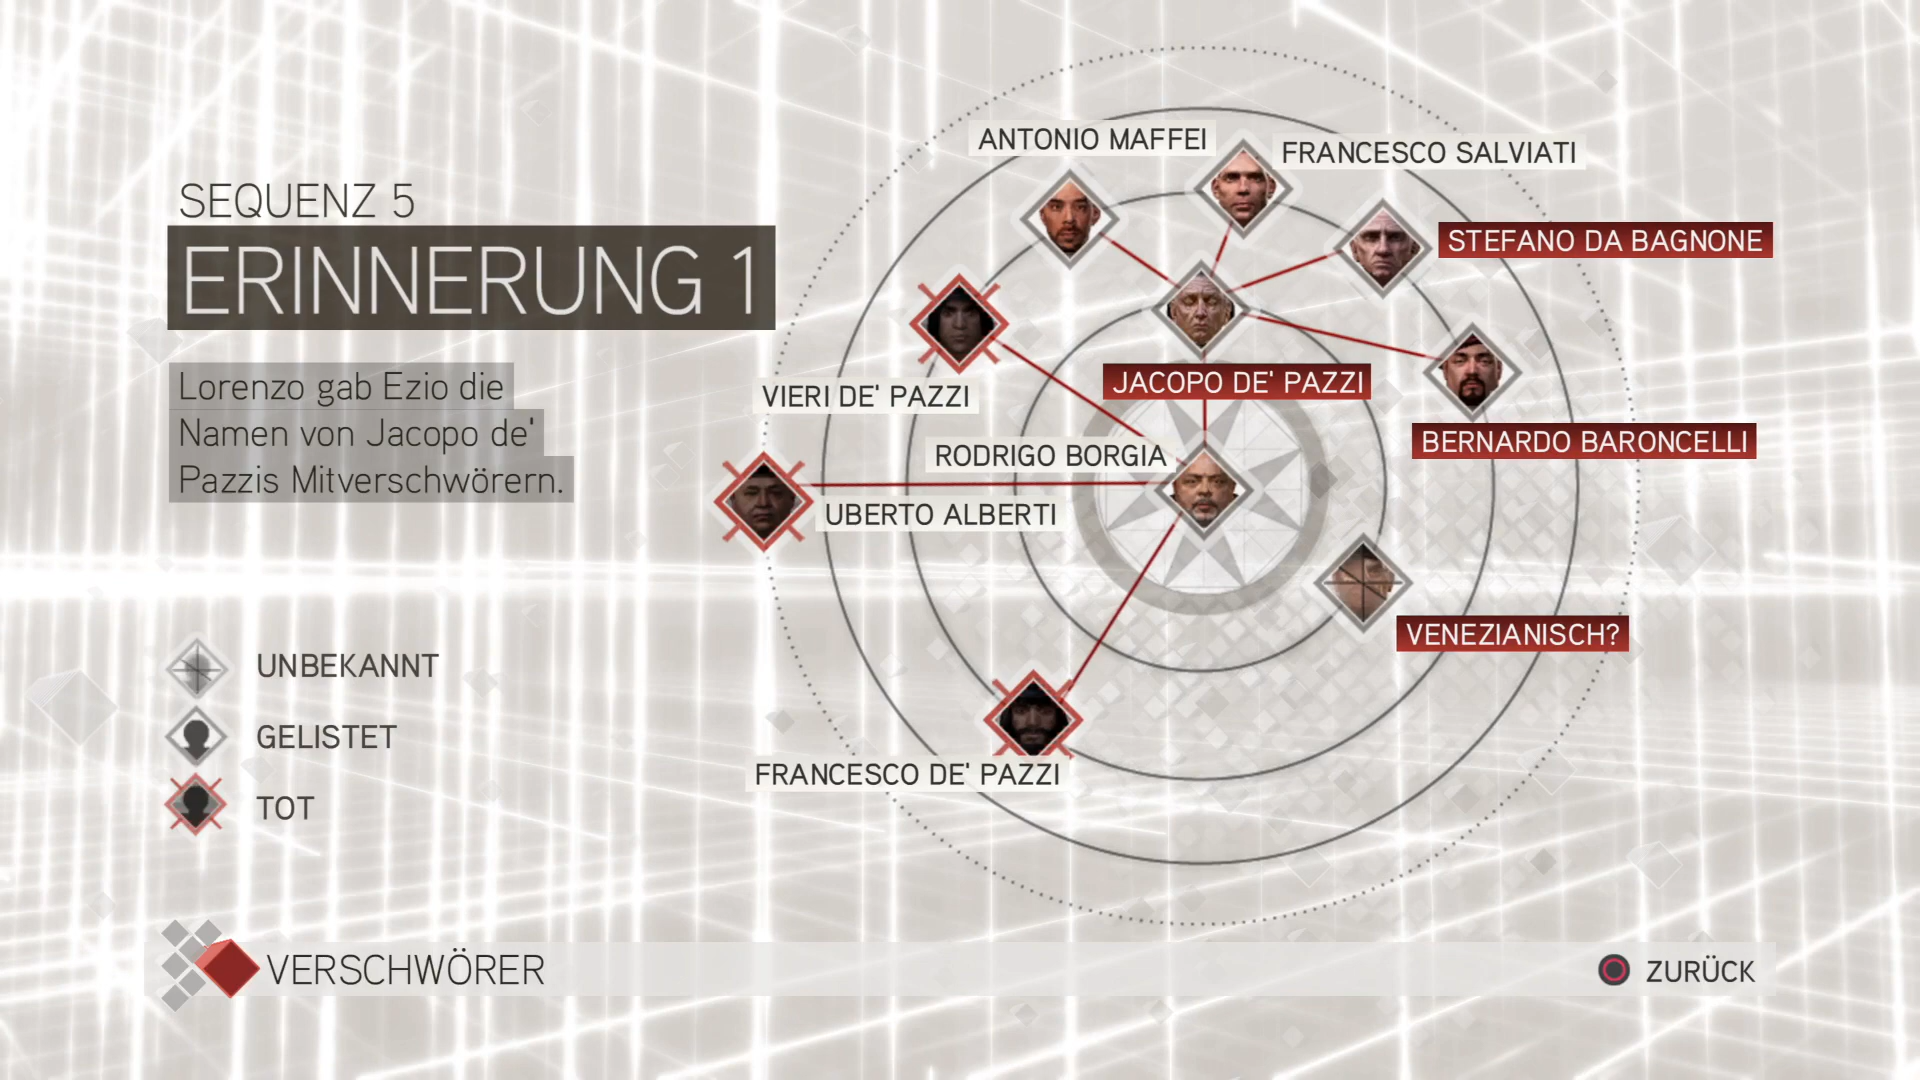 SEQUENZ 5
ERINNERUNG 1
Lorenzo gab Ezio die
Namen von Jacopo de'
Pazzis Mitverschwörern.
ANTONIO MAFFEI
FRANCESCO SALVIATI
STEFANO DA BAGNONE
VIERI DE' PAZZI
JACOPO DE' PAZZI
BERNARDO BARONCELLI
RODRIGO BORGIA
UBERTO ALBERTI
VENEZIANISCH?
FRANCESCO DE' PAZZI
UNBEKANNT
GELISTET
TOT
VERSCHWÖRER
ZURÜCK